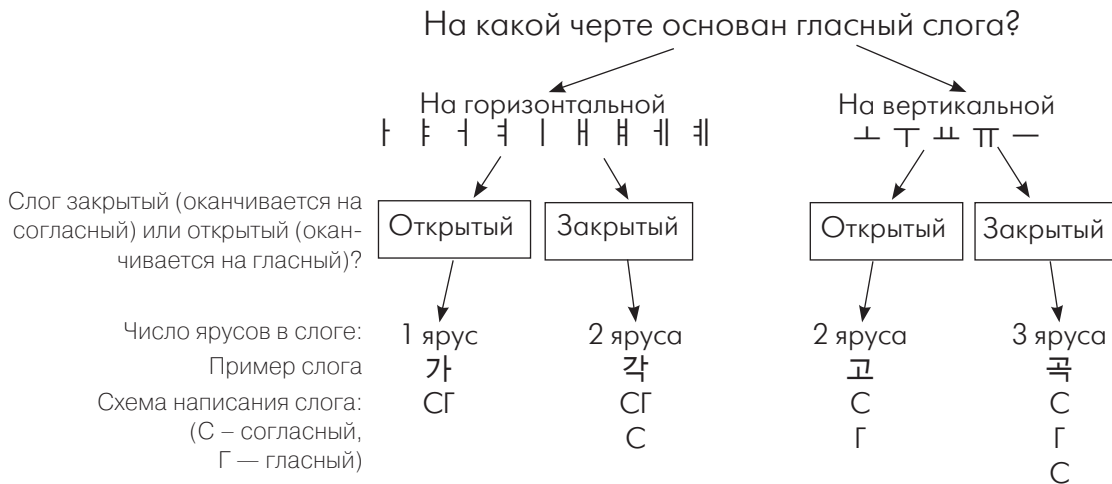 На какой черте основан гласный слога?
На горизонтальной
ㅏ ㅑ ㅓ ㅕ ㅣ ㅐ ㅒ ㅔ ㅖ
На вертикальной
ㅗ ㅜ ㅛ ㅠ ㅡ
Слог закрытый (оканчивается на
согласный) или открытый (окан-
чивается на гласный)?
Открытый
Закрытый
Открытый
Закрытый
Число ярусов в слоге:
1 ярус
2 яруса
2 яруса
3 яруса
Пример слога
가
각
고
곡
Схема написания слога:
(С – согласный,
Г — гласный)
СГ
СГ
С
С
Г
С
Г
С